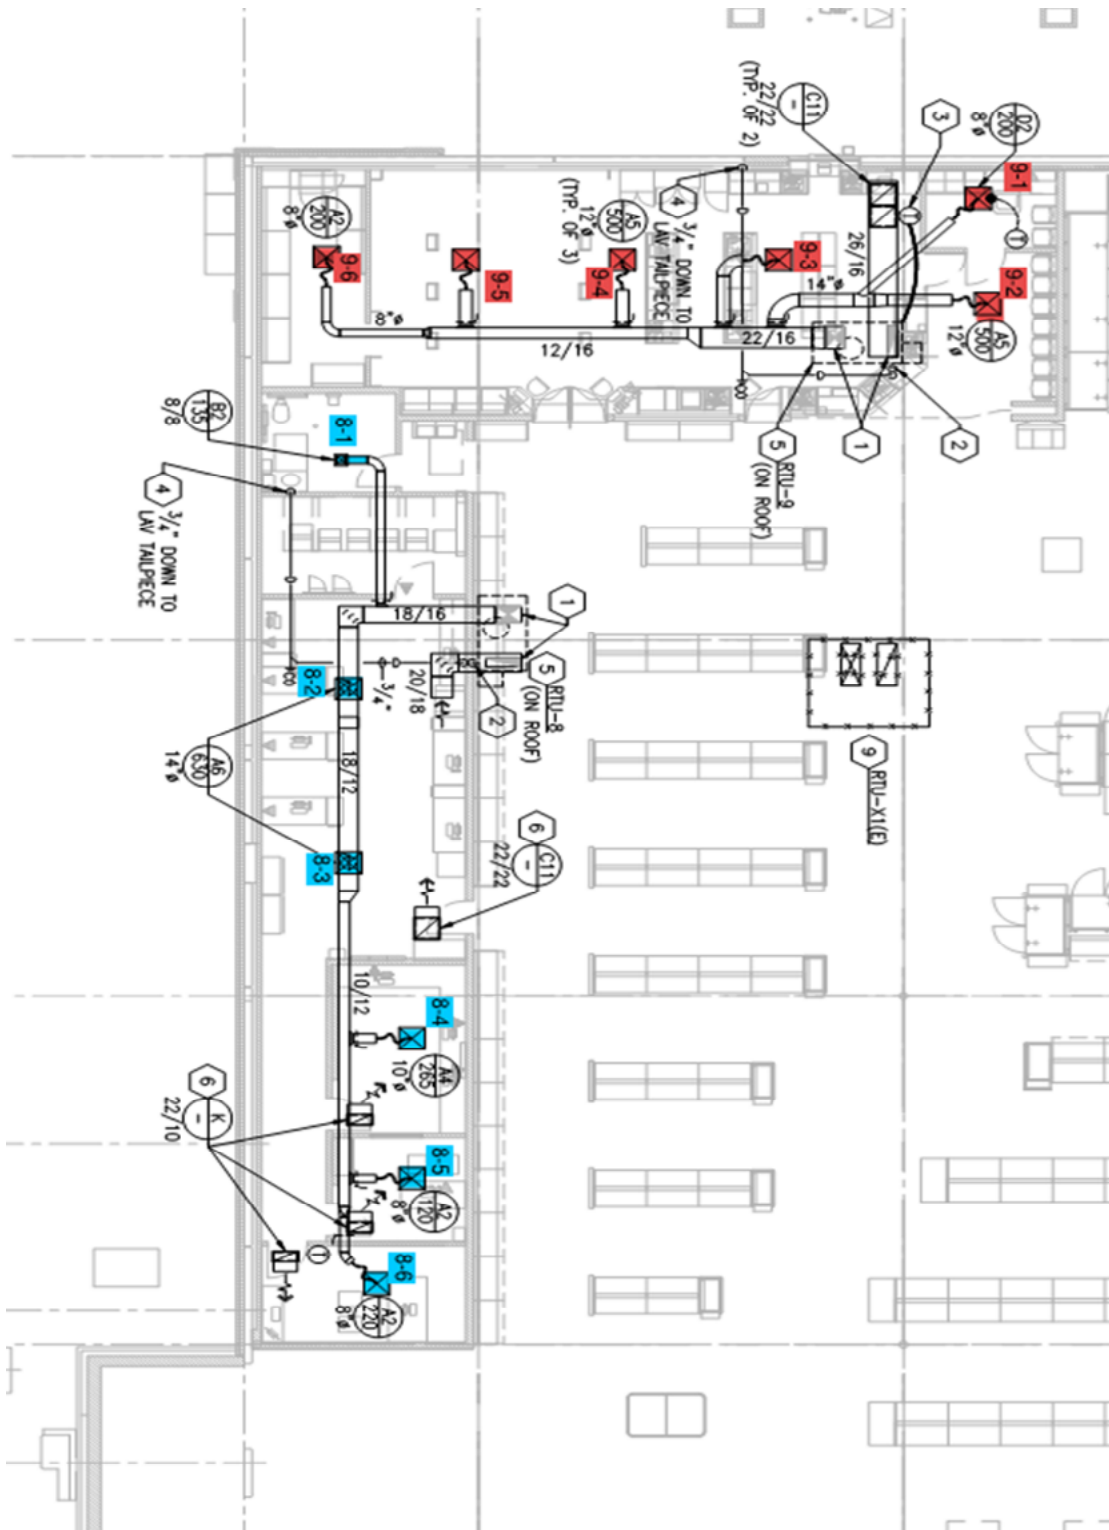 C11
-
22/22
(TYP. OF 2)
3
D2
200
8"ø
9-1
T
T
26/16
9-2
A5
500
12"ø
14"ø
9-3
4
3/4" DOWN TO
LAV TAILPIECE
A5
500
12"ø
(TYP. OF 3)
9-4
9-5
A2
200
8"ø
9-6
8"ø
12/16
22/16
5
RTU-9
(ON ROOF)
1
2
B2
135
8/8
8-1
4
3/4" DOWN TO
LAV TAILPIECE
18/16
1
5
RTU-8
(ON ROOF)
2
20/18
3/4"
8-2
A6
630
14"ø
18/12
8-3
6
C11
-
22/22
9
RTU-X1(E)
10/12
8-4
A4
265
10"ø
6
K
-
22/10
8-5
A2
120
8"ø
T
8-6
A2
220
8"ø